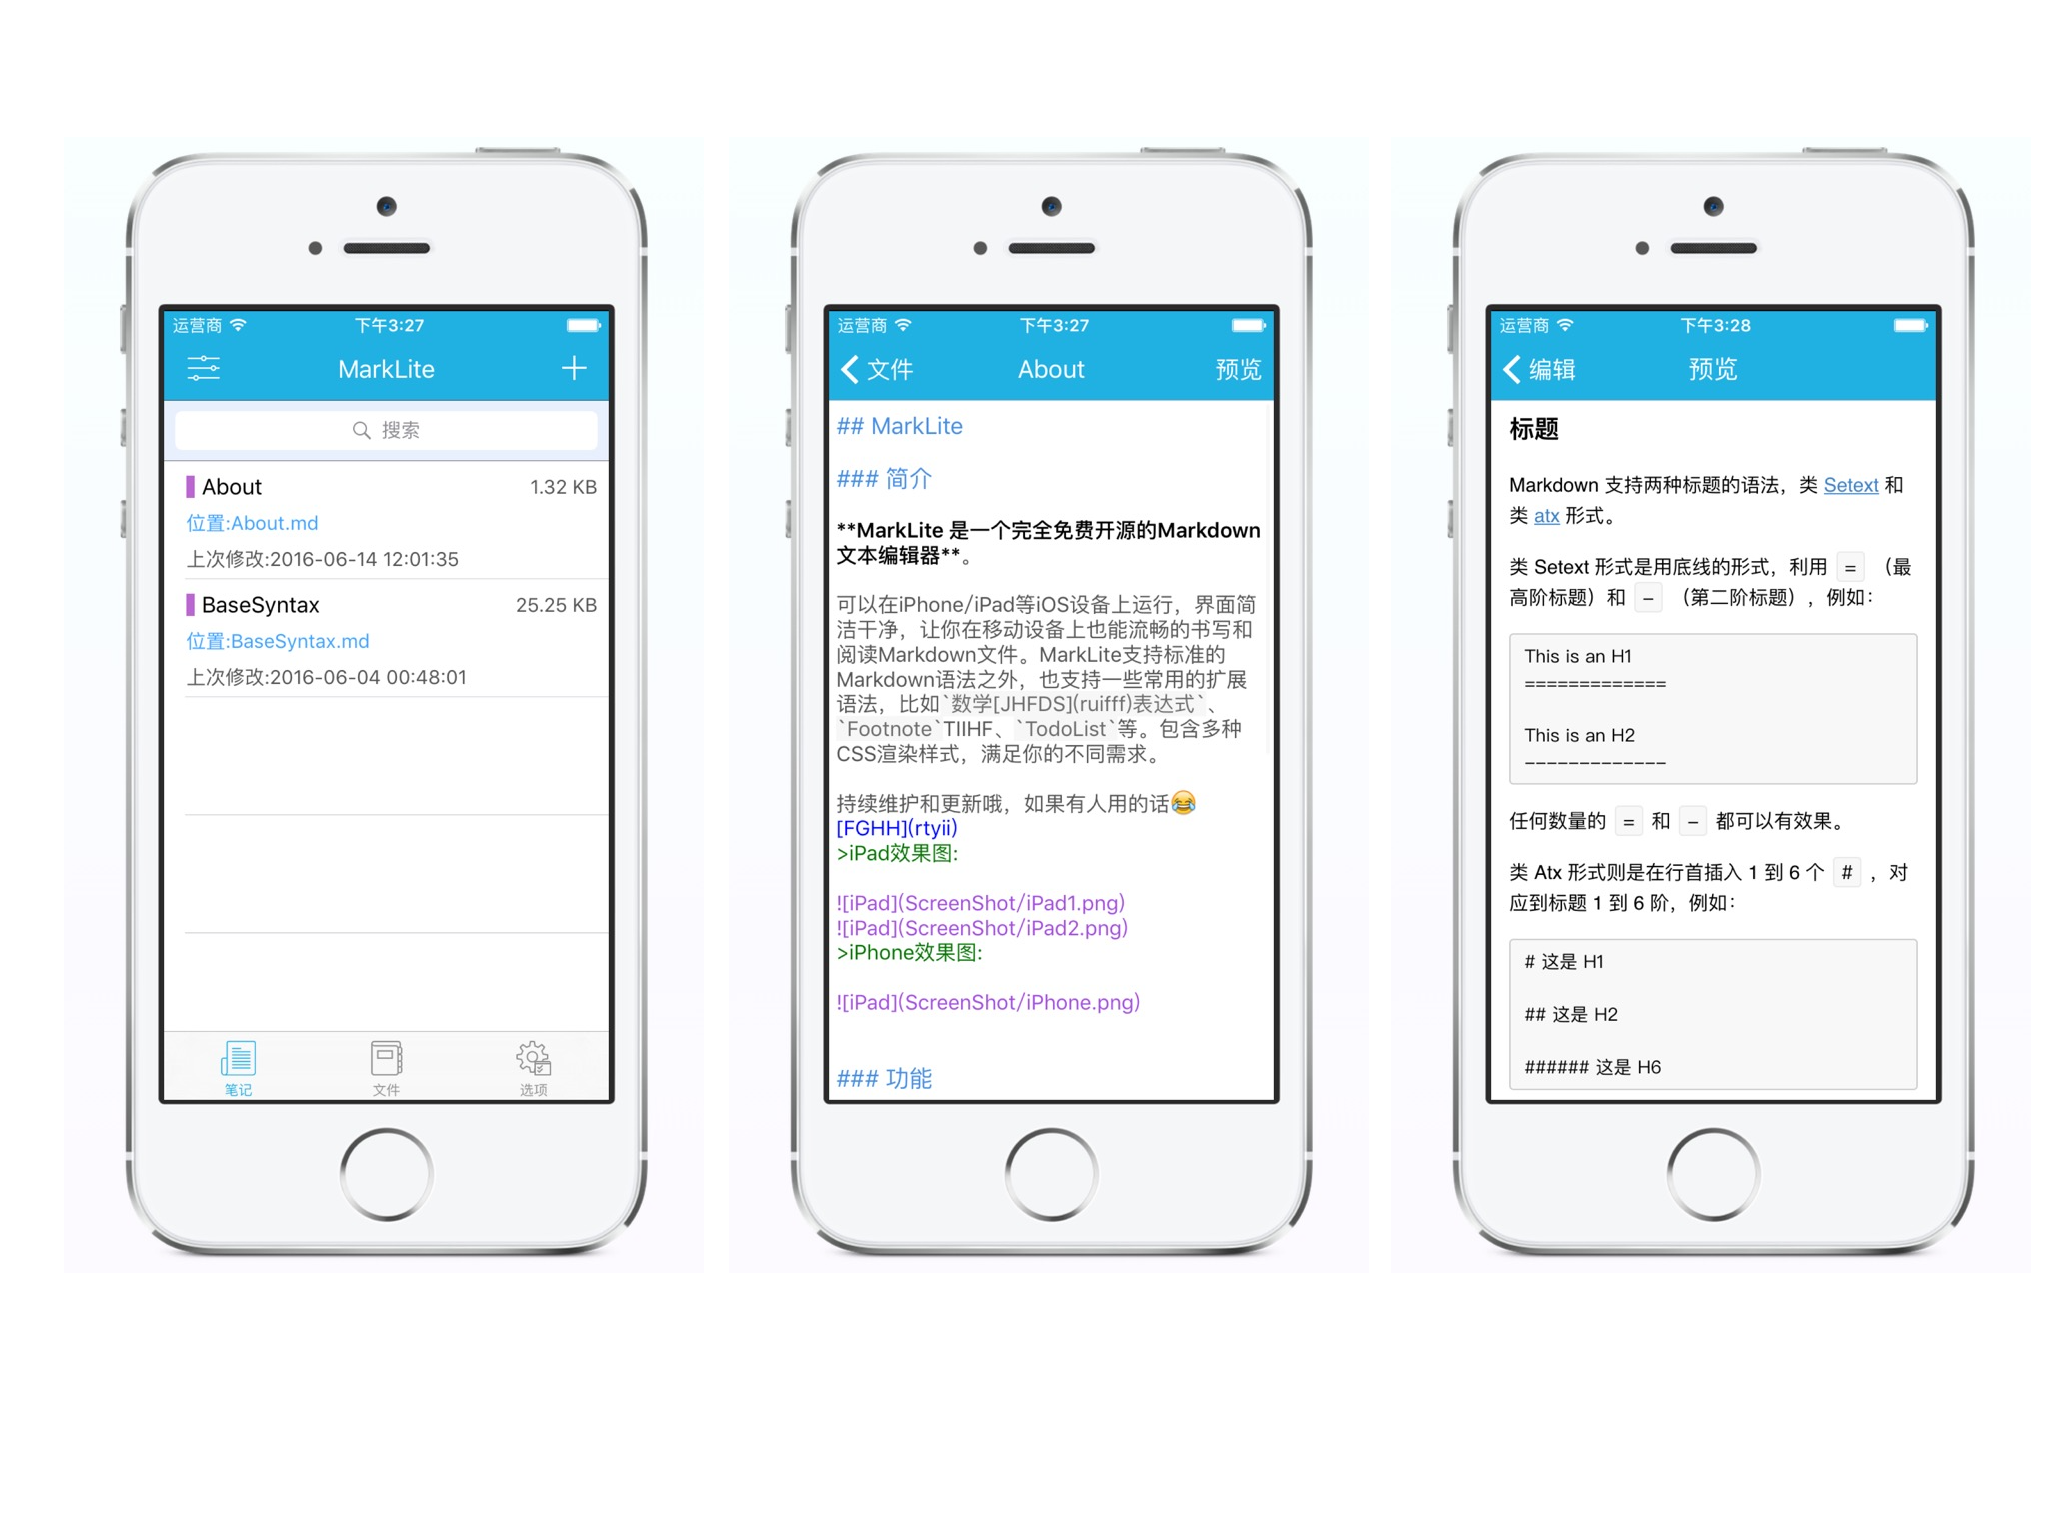 运营商 下午3:27
MarkLite
搜索
About 1.32 KB
位置:About.md
上次修改:2016-06-14 12:01:35
BaseSyntax 25.25 KB
位置:BaseSyntax.md
上次修改:2016-06-04 00:48:01
笔记 文件 选项
运营商 下午3:27
文件 About 预览
## MarkLite
### 简介
**MarkLite 是一个完全免费开源的Markdown
文本编辑器**。
可以在iPhone/iPad等iOS设备上运行，界面简
洁干净，让你在移动设备上也能流畅的书写和
阅读Markdown文件。MarkLite支持标准的
Markdown语法之外，也支持一些常用的扩展
语法，比如`数学[JHFDS](ruifff)表达式`、
`Footnote`TIIHF、`TodoList`等。包含多种
CSS渲染样式，满足你的不同需求。
持续维护和更新哦，如果有人用的话😂
[FGHH](rtyii)
>iPad效果图:
![iPad](ScreenShot/iPad1.png)
![iPad](ScreenShot/iPad2.png)
>iPhone效果图:
![iPad](ScreenShot/iPhone.png)
### 功能
运营商 下午3:28
编辑 预览
标题
Markdown 支持两种标题的语法，类 Setext 和
类 atx 形式。
类 Setext 形式是用底线的形式，利用 = （最
高阶标题）和 - （第二阶标题），例如：
This is an H1
=============
This is an H2
-------------
任何数量的 = 和 - 都可以有效果。
类 Atx 形式则是在行首插入 1 到 6 个 # ，对
应到标题 1 到 6 阶，例如：
# 这是 H1
## 这是 H2
###### 这是 H6